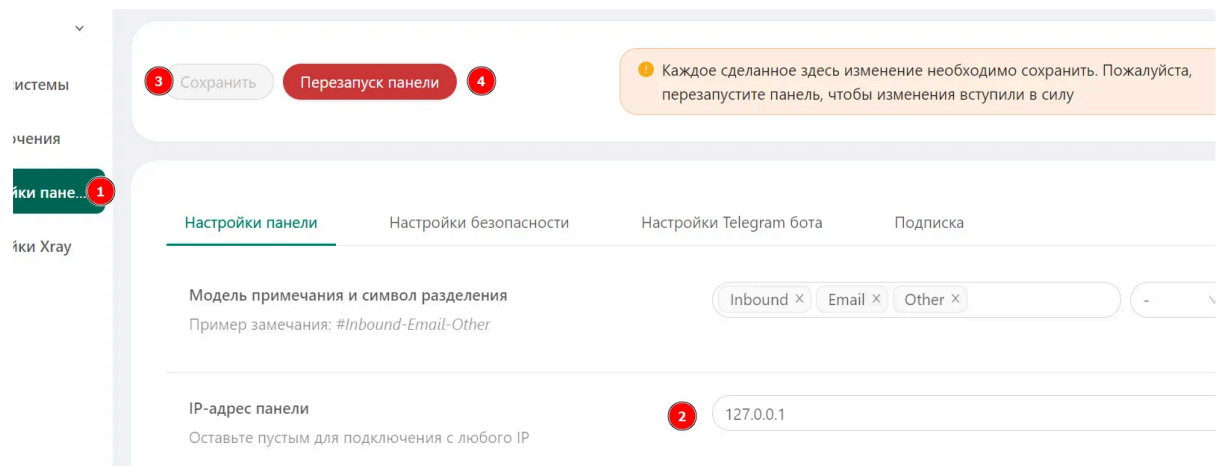 3 Сохранить Перезапуск панели 4
Каждое сделанное здесь изменение необходимо сохранить. Пожалуйста,
перезапустите панель, чтобы изменения вступили в силу
истемы
чения
йки пане... 1
йки Xray
Настройки панели Настройки безопасности Настройки Telegram бота Подписка
Модель примечания и символ разделения
Пример замечания: #Inbound-Email-Other
Inbound × Email × Other × -
IP-адрес панели
Оставьте пустым для подключения с любого IP
2 127.0.0.1